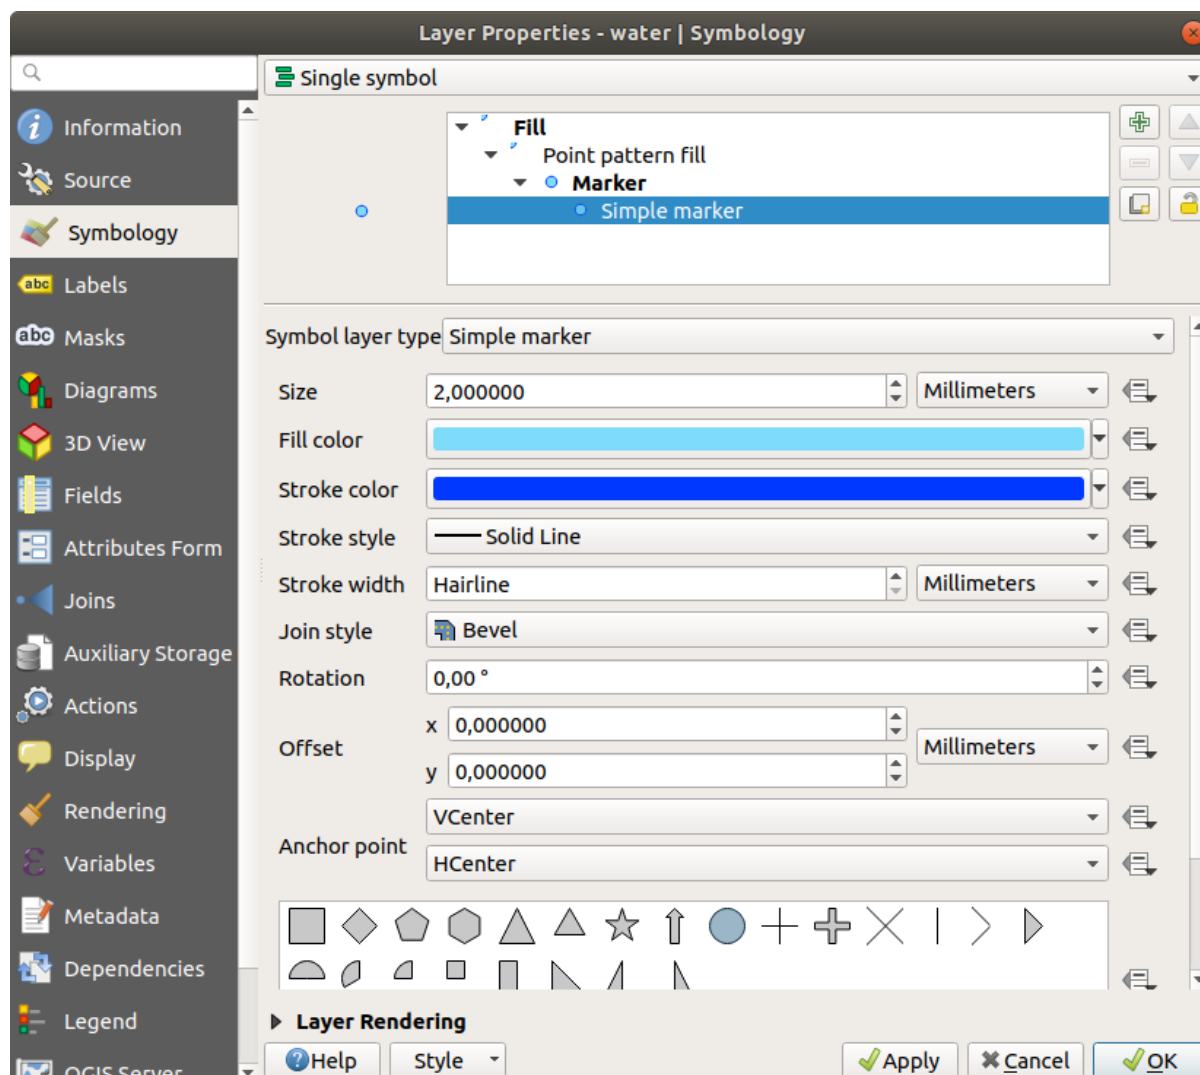 Layer Properties - water | Symbology
Information
Source
Symbology
abc Labels
abc Masks
Diagrams
3D View
Fields
Attributes Form
Joins
Auxiliary Storage
Actions
Display
Rendering
Variables
Metadata
Dependencies
Legend
QGIS Server
Single symbol
Fill
Point pattern fill
Marker
Simple marker
Symbol layer type Simple marker
Size 2,000000 Millimeters
Fill color
Stroke color
Stroke style Solid Line
Stroke width Hairline Millimeters
Join style Bevel
Rotation 0,00 °
Offset x 0,000000 Millimeters
y 0,000000
Anchor point VCenter
HCenter
Layer Rendering
Help Style Apply Cancel OK